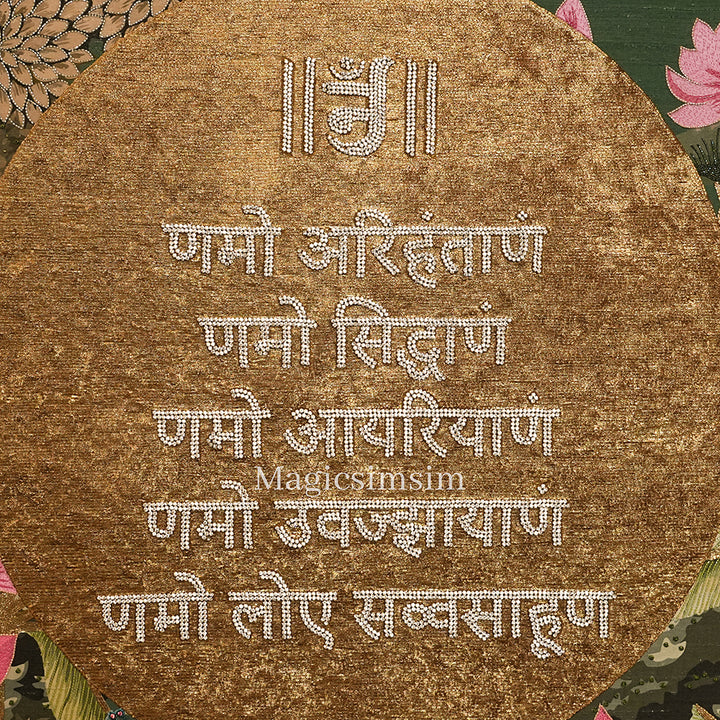 ॥ ॐ ॥
णमो अरिहंताणं
णमो सिद्धाणं
णमो आयरियाणं
Magicsimsim
णमो उवज्झायाणं
णमो लोए सव्वसाहूण